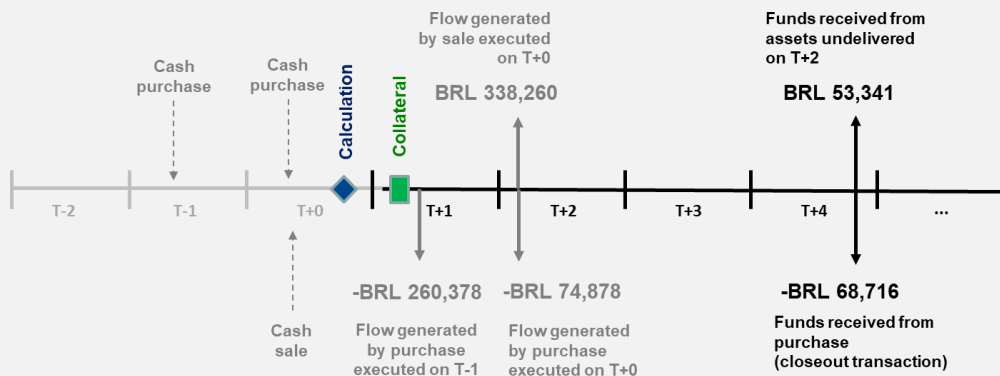 Flow generated
by sale executed
on T+0
BRL 338,260
Funds received from
assets undelivered
on T+2
BRL 53,341
Cash
purchase
Cash
purchase
Calculation
Collateral
T-2
T-1
T+0
T+1
T+2
T+3
T+4
...
-BRL 260,378
Flow generated
by purchase
executed on T-1
-BRL 74,878
Flow generated
by purchase
executed on T+0
-BRL 68,716
Funds received from
purchase
(closeout transaction)
Cash
sale